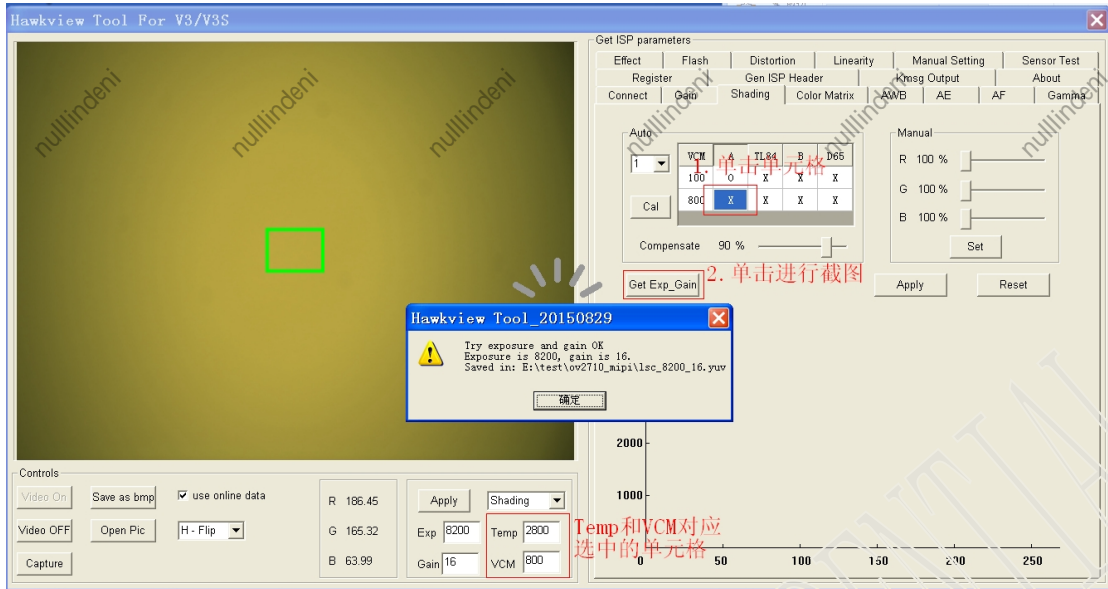 Hawkview Tool For V3/V3S
Get ISP parameters
Effect Flash Distortion Linearity Manual Setting Sensor Test
Register Gen ISP Header Kmsg Output About
Connect Gain Shading Color Matrix AWB AE AF Gamma
nulllindeni nulllindeni nulllindeni nulllindeni nulllindeni nulllindeni
Auto
1
VCM A TL84 B D65
100 O X X X
800 X X X X
1.单击单元格
Cal
Compensate 90 %
Manual
R 100 %
G 100 %
B 100 %
Set
Get Exp_Gain
2.单击进行截图
Apply Reset
Hawkview Tool_20150829
Try exposure and gain OK
Exposure is 8200, gain is 16.
Saved in: E:\test\ov2710_mipi\lsc_8200_16.yuv
确定
2000
1000
0 50 100 150 200 250
Controls
Video On Save as bmp use online data
Video OFF Open Pic H - Flip
Capture
R 186.45
G 165.32
B 63.99
Apply Shading
Exp 8200 Temp 2800
Gain 16 VCM 800
Temp和VCM对应
选中的单元格